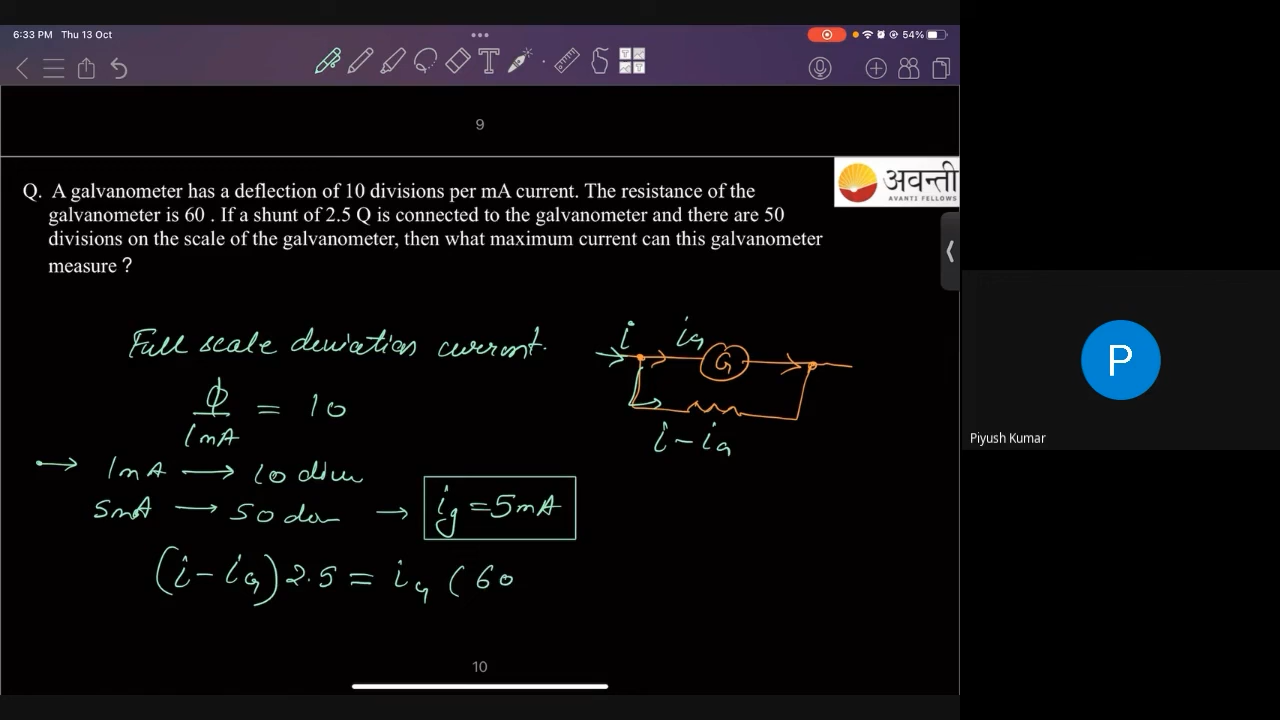 6:33 PM Thu 13 Oct
54%
9
अवन्ती
AVANTI FELLOWS
Q. A galvanometer has a deflection of 10 divisions per mA current. The resistance of the
galvanometer is 60 . If a shunt of 2.5 Q is connected to the galvanometer and there are 50
divisions on the scale of the galvanometer, then what maximum current can this galvanometer
measure ?
Full scale deviation current.
i
ig
G
i - ig
ϕ/1mA = 10
→ 1mA → 10 div
5mA → 50 div → ig = 5mA
(i - ig) 2.5 = ig (60
10
P
Piyush Kumar